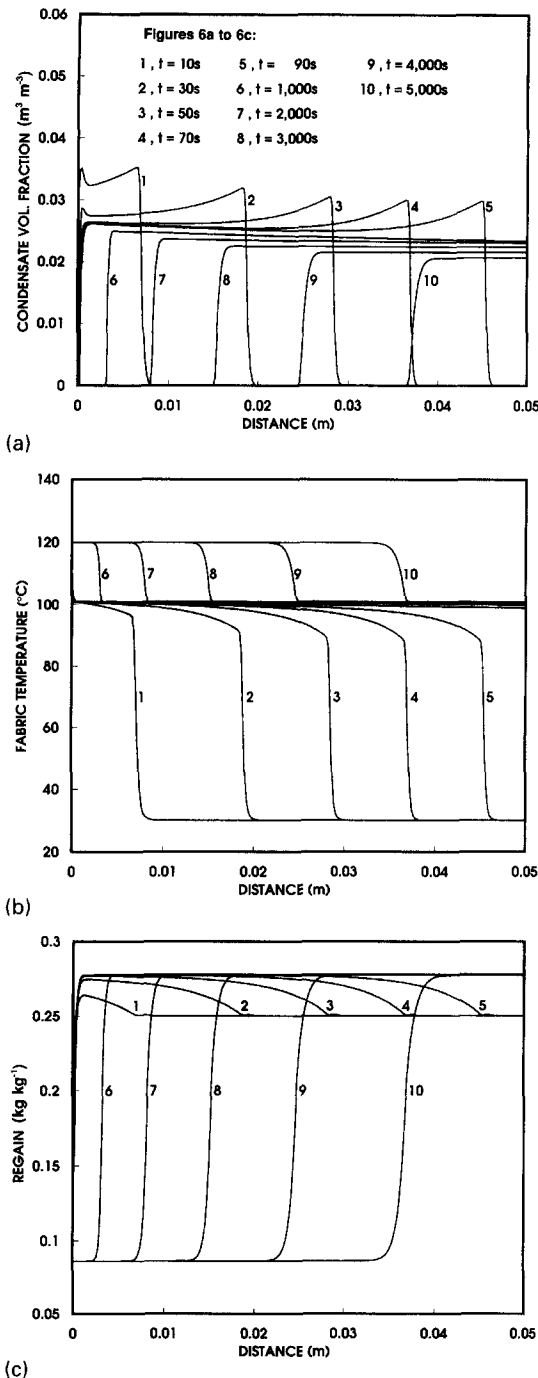 0.06
0.05
0.04
0.03
0.02
0.01
0
CONDENSATE VOL. FRACTION (m³ m⁻³)
Figures 6a to 6c:
1 , t = 10s 5 , t = 90s 9 , t = 4,000s
2 , t = 30s 6 , t = 1,000s 10 , t = 5,000s
3 , t = 50s 7 , t = 2,000s
4 , t = 70s 8 , t = 3,000s
1
2
3
4
5
6
7
8
9
10
0 0.01 0.02 0.03 0.04 0.05
DISTANCE (m)
(a)
140
120
100
80
60
40
20
FABRIC TEMPERATURE (°C)
6
7
8
9
10
1
2
3
4
5
0 0.01 0.02 0.03 0.04 0.05
DISTANCE (m)
(b)
0.3
0.25
0.2
0.15
0.1
0.05
REGAIN (kg kg⁻¹)
1
2
3
4
5
6
7
8
9
10
0 0.01 0.02 0.03 0.04 0.05
DISTANCE (m)
(c)